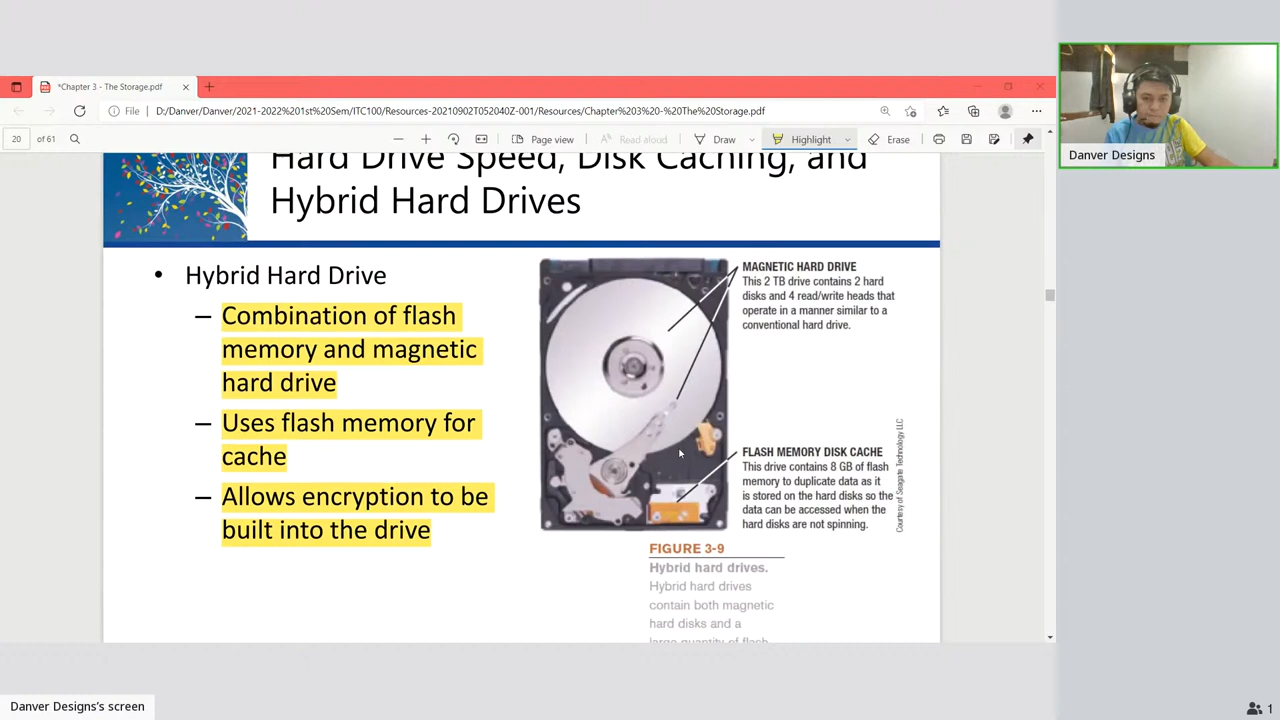 *Chapter 3 - The Storage.pdf
File
D:/Danver/Danver/2021-2022%201st%20Sem/ITC100/Resources-20210902T052040Z-001/Resources/Chapter%203%20-%20The%20Storage.pdf
20 of 61
Page view
Read aloud
Draw
Highlight
Erase
Danver Designs
Hard Drive Speed, Disk Caching, and
Hybrid Hard Drives
• Hybrid Hard Drive
– Combination of flash
memory and magnetic
hard drive
– Uses flash memory for
cache
– Allows encryption to be
built into the drive
MAGNETIC HARD DRIVE
This 2 TB drive contains 2 hard
disks and 4 read/write heads that
operate in a manner similar to a
conventional hard drive.
FLASH MEMORY DISK CACHE
This drive contains 8 GB of flash
memory to duplicate data as it
is stored on the hard disks so the
data can be accessed when the
hard disks are not spinning.
Courtesy of Seagate Technology LLC
FIGURE 3-9
Hybrid hard drives.
Hybrid hard drives
contain both magnetic
hard disks and a
large quantity of flash
Danver Designs's screen
1